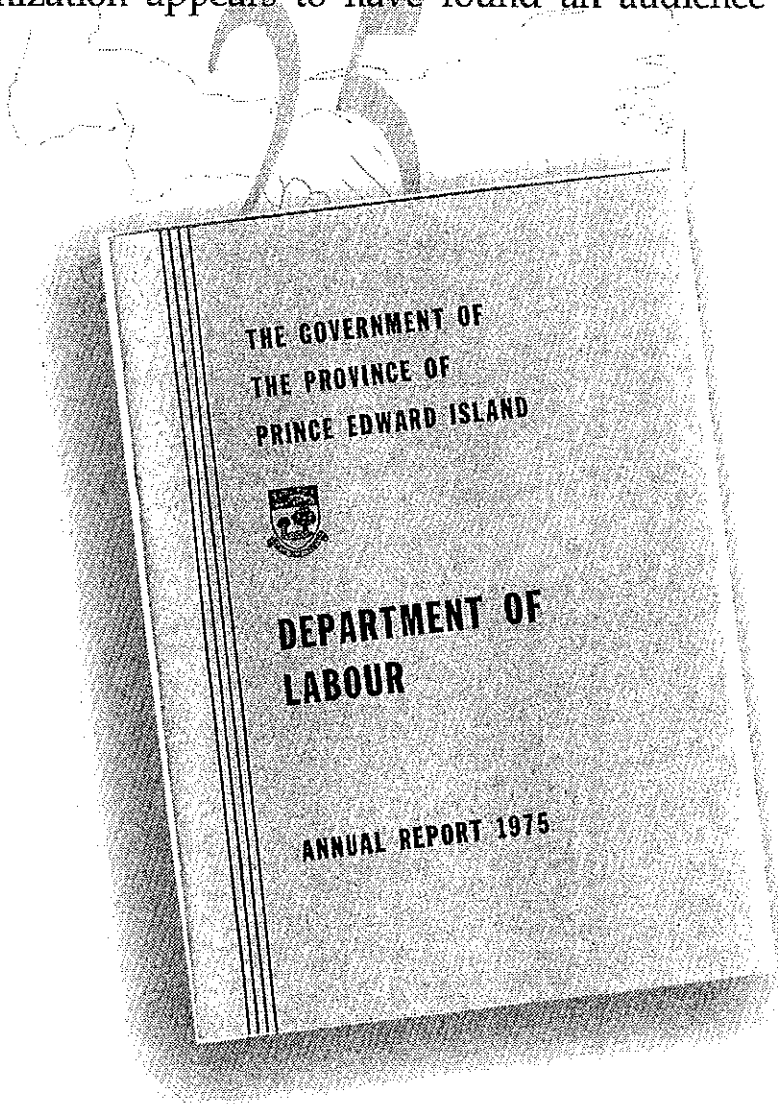 appears to have found an audience
25
THE GOVERNMENT OF
THE PROVINCE OF
PRINCE EDWARD ISLAND
DEPARTMENT OF
LABOUR
ANNUAL REPORT 1975